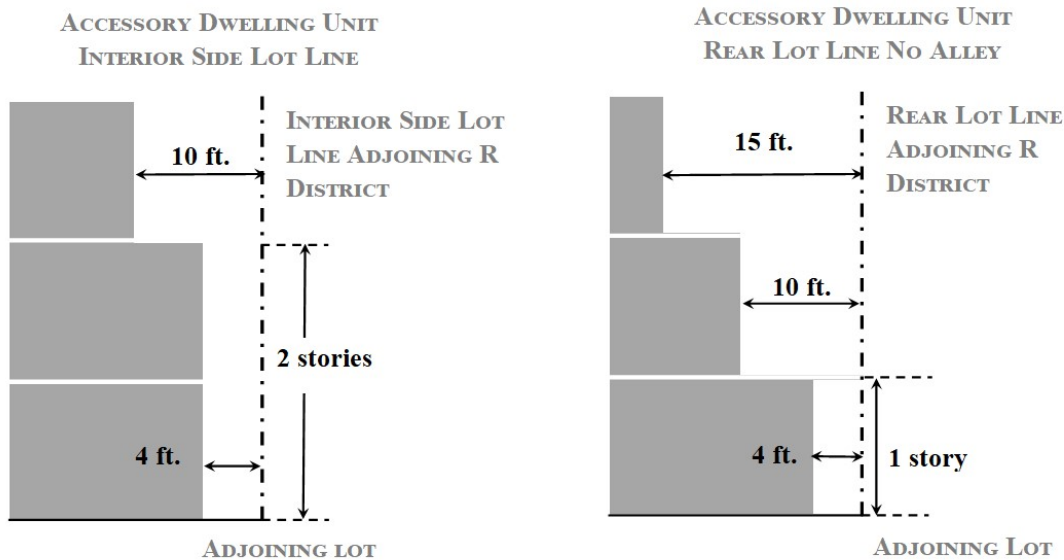 ACCESSORY DWELLING UNIT
INTERIOR SIDE LOT LINE
INTERIOR SIDE LOT
LINE ADJOINING R
DISTRICT
10 ft.
2 stories
4 ft.
ADJOINING LOT
ACCESSORY DWELLING UNIT
REAR LOT LINE NO ALLEY
REAR LOT LINE
ADJOINING R
DISTRICT
15 ft.
10 ft.
4 ft.
1 story
ADJOINING LOT